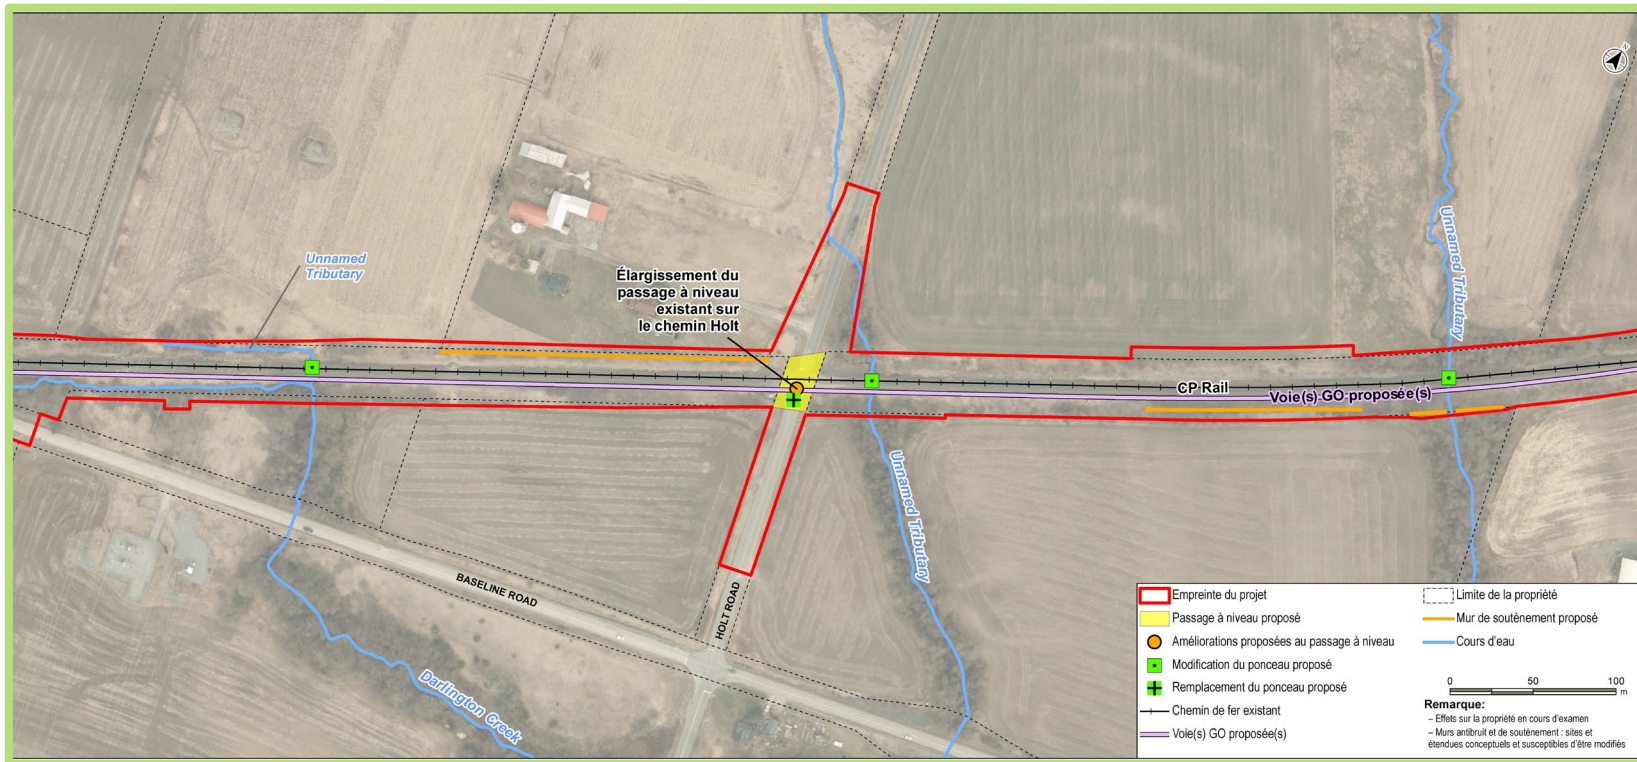 N
Unnamed
Tributary
Élargissement du
passage à niveau
existant sur
le chemin Holt
Unnamed Tributary
CP Rail
Voie(s) GO proposée(s)
Unnamed Tributary
BASELINE ROAD
HOLT ROAD
Darlington Creek
Empreinte du projet
Passage à niveau proposé
Améliorations proposées au passage à niveau
Modification du ponceau proposé
Remplacement du ponceau proposé
Chemin de fer existant
Voie(s) GO proposée(s)
Limite de la propriété
Mur de soutènement proposé
Cours d'eau
0 50 100
m
Remarque:
– Effets sur la propriété en cours d'examen
– Murs antibruit et de soutènement : sites et
étendues conceptuels et susceptibles d'être modifiés